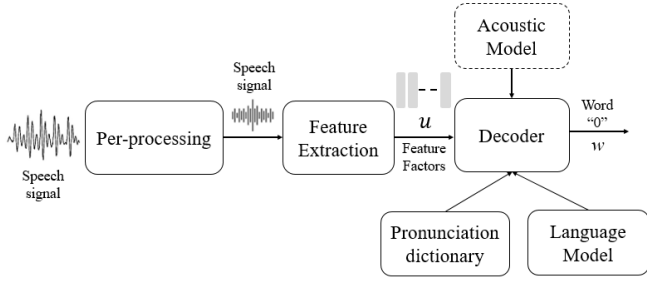 Acoustic
Model
Speech
signal
Per-processing
Speech
signal
Feature
Extraction
u
Feature
Factors
Decoder
Word
“0”
w
Pronunciation
dictionary
Language
Model